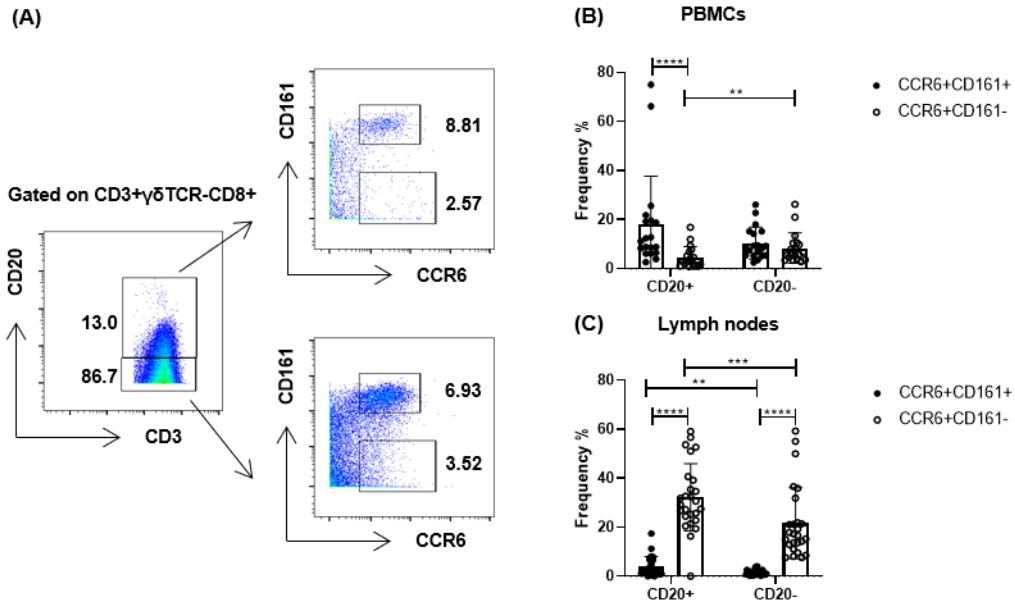 (A)
Gated on CD3+γδTCR-CD8+
CD20
13.0
86.7
CD3
CD161
8.81
2.57
CCR6
CD161
6.93
3.52
CCR6
(B)
PBMCs
Frequency %
80
60
40
20
0
****
**
CD20+ CD20-
CCR6+CD161+
CCR6+CD161-
(C)
Lymph nodes
Frequency %
80
60
40
20
0
***
**
**** ****
CD20+ CD20-
CCR6+CD161+
CCR6+CD161-